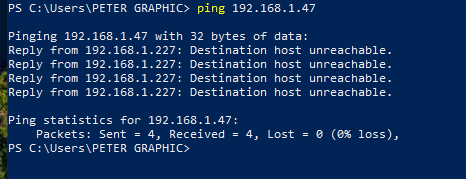 PS C:\Users\PETER GRAPHIC> ping 192.168.1.47
Pinging 192.168.1.47 with 32 bytes of data:
Reply from 192.168.1.227: Destination host unreachable.
Reply from 192.168.1.227: Destination host unreachable.
Reply from 192.168.1.227: Destination host unreachable.
Reply from 192.168.1.227: Destination host unreachable.
Ping statistics for 192.168.1.47:
    Packets: Sent = 4, Received = 4, Lost = 0 (0% loss),
PS C:\Users\PETER GRAPHIC>